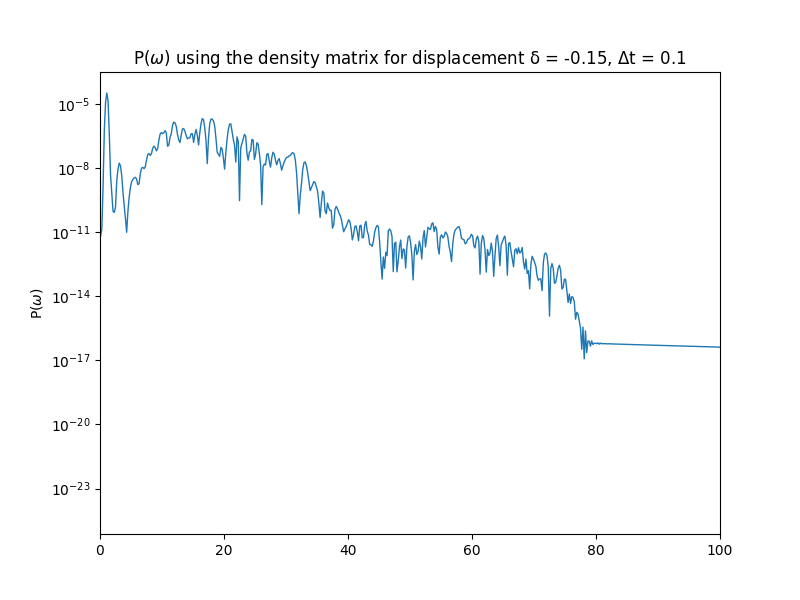 P(ω) using the density matrix for displacement δ = -0.15, Δt = 0.1
P(ω)
10⁻⁵
10⁻⁸
10⁻¹¹
10⁻¹⁴
10⁻¹⁷
10⁻²⁰
10⁻²³
0 20 40 60 80 100